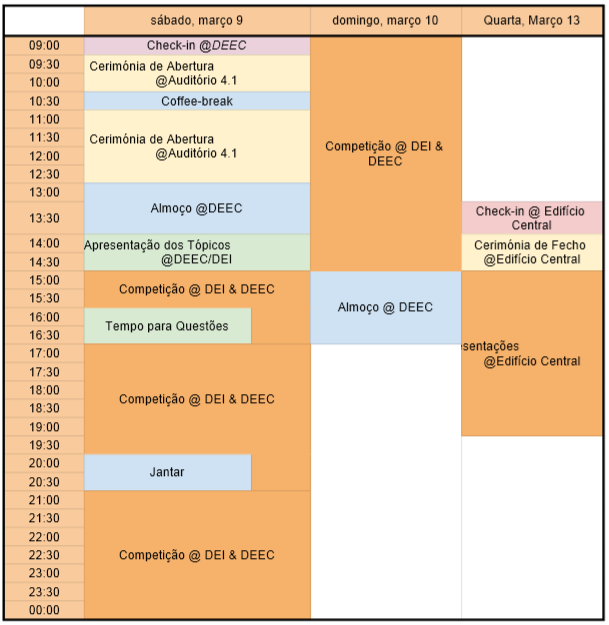 sábado, março 9 domingo, março 10 Quarta, Março 13
09:00 Check-in @DEEC
09:30 Cerimónia de Abertura
10:00 @Auditório 4.1
10:30 Coffee-break
11:00
11:30 Cerimónia de Abertura
12:00 @Auditório 4.1
12:30
Competição @ DEI &
DEEC
13:00
Almoço @DEEC
13:30 Check-in @ Edifício
Central
14:00 Apresentação dos Tópicos Cerimónia de Fecho
14:30 @DEEC/DEI @Edifício Central
15:00
15:30 Competição @ DEI & DEEC
Almoço @ DEEC
16:00
16:30 Tempo para Questões
17:00 sentações
17:30 @Edifício Central
18:00
18:30 Competição @ DEI & DEEC
19:00
19:30
20:00
20:30 Jantar
21:00
21:30
22:00
22:30 Competição @ DEI & DEEC
23:00
23:30
00:00